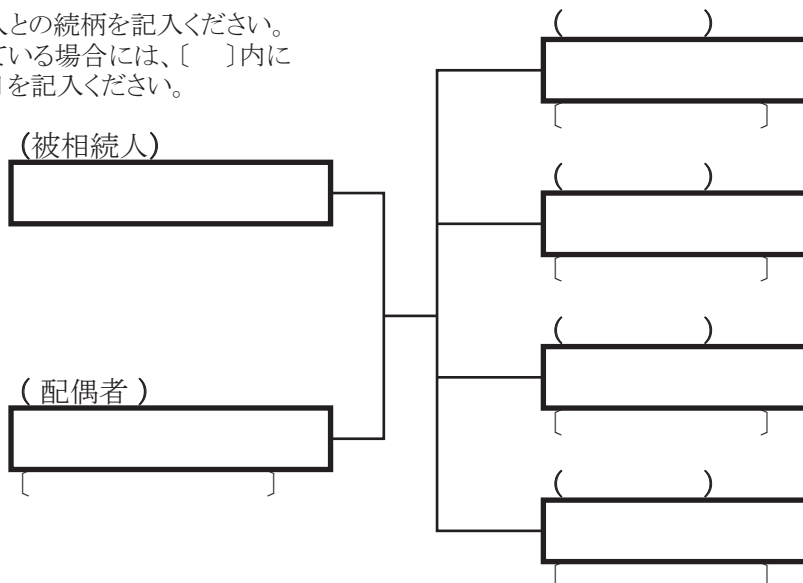 人との続柄を記入ください。
ている場合には、〔　〕内に
を記入ください。
(被相続人)
(配偶者)
〔　　　　　〕
(　　　　)
〔　　　　　〕
(　　　　)
〔　　　　　〕
(　　　　)
〔　　　　　〕
(　　　　)
〔　　　　　〕